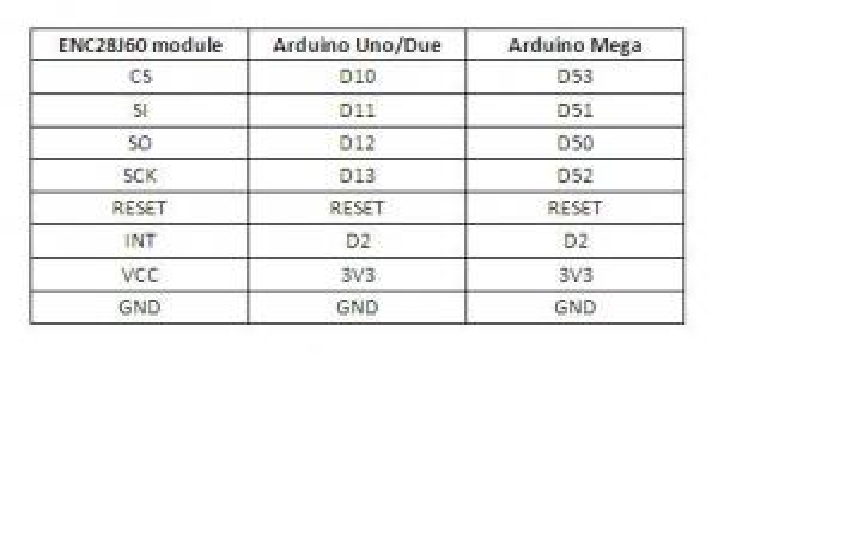 ENC28J60 module Arduino Uno/Due Arduino Mega
CS D10 D53
SI D11 D51
SO D12 D50
SCK D13 D52
RESET RESET RESET
INT D2 D2
VCC 3V3 3V3
GND GND GND